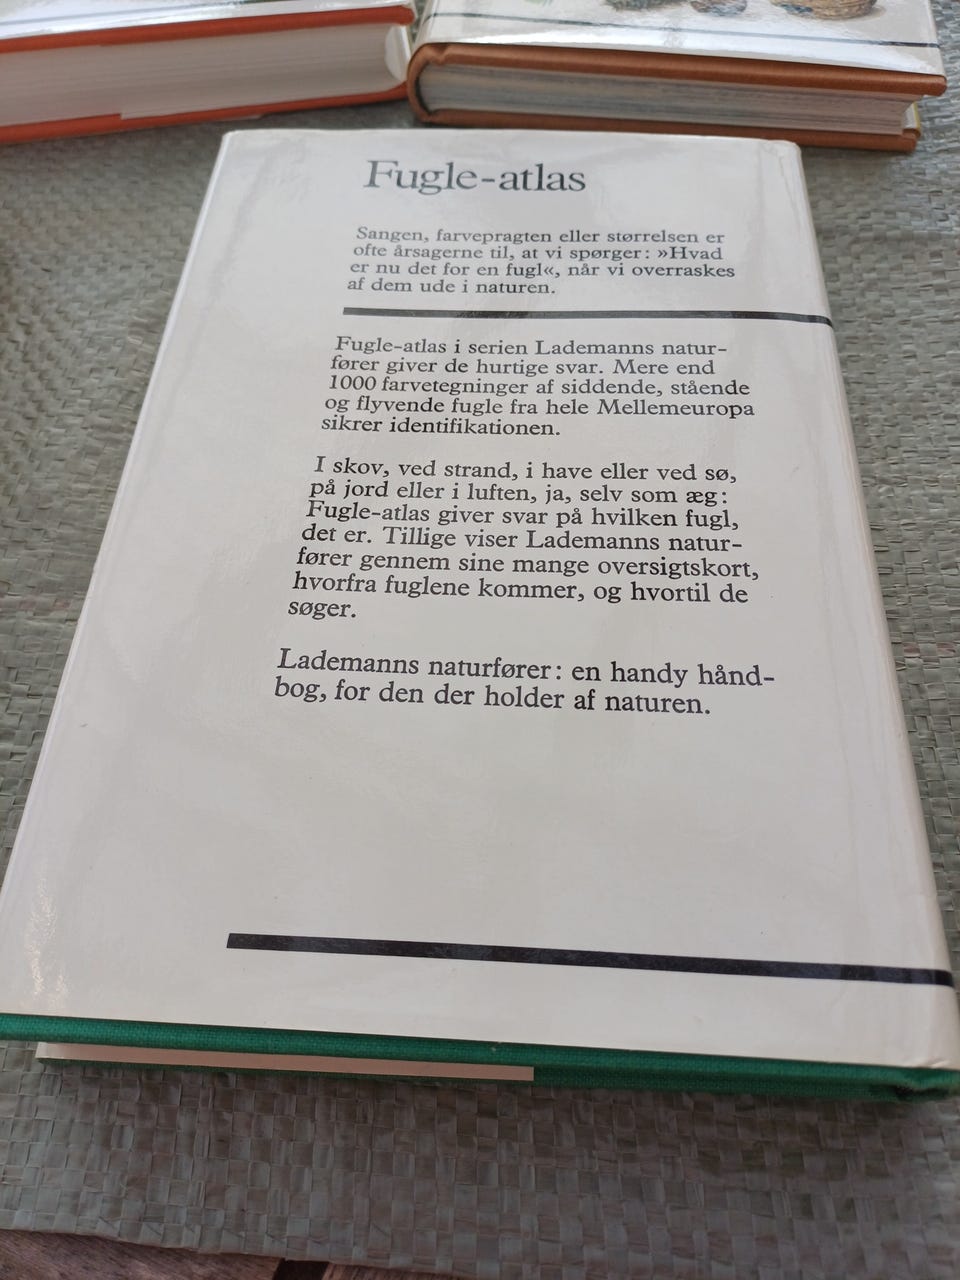 Fugle-atlas
Sangen, farvepragten eller størrelsen er
ofte årsagerne til, at vi spørger: »Hvad
er nu det for en fugl«, når vi overraskes
af dem ude i naturen.
Fugle-atlas i serien Lademanns natur-
fører giver de hurtige svar. Mere end
1000 farvetegninger af siddende, stående
og flyvende fugle fra hele Mellemeuropa
sikrer identifikationen.
I skov, ved strand, i have eller ved sø,
på jord eller i luften, ja, selv som æg:
Fugle-atlas giver svar på hvilken fugl,
det er. Tillige viser Lademanns natur-
fører gennem sine mange oversigtskort,
hvorfra fuglene kommer, og hvortil de
søger.
Lademanns naturfører: en handy hånd-
bog, for den der holder af naturen.